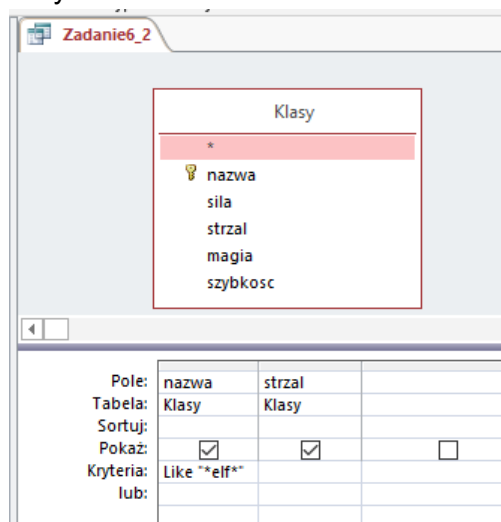 Zadanie6_2
Klasy
*
nazwa
sila
strzal
magia
szybkosc
Pole: nazwa strzal
Tabela: Klasy Klasy
Sortuj:
Pokaż:
Kryteria: Like "*elf*"
lub: